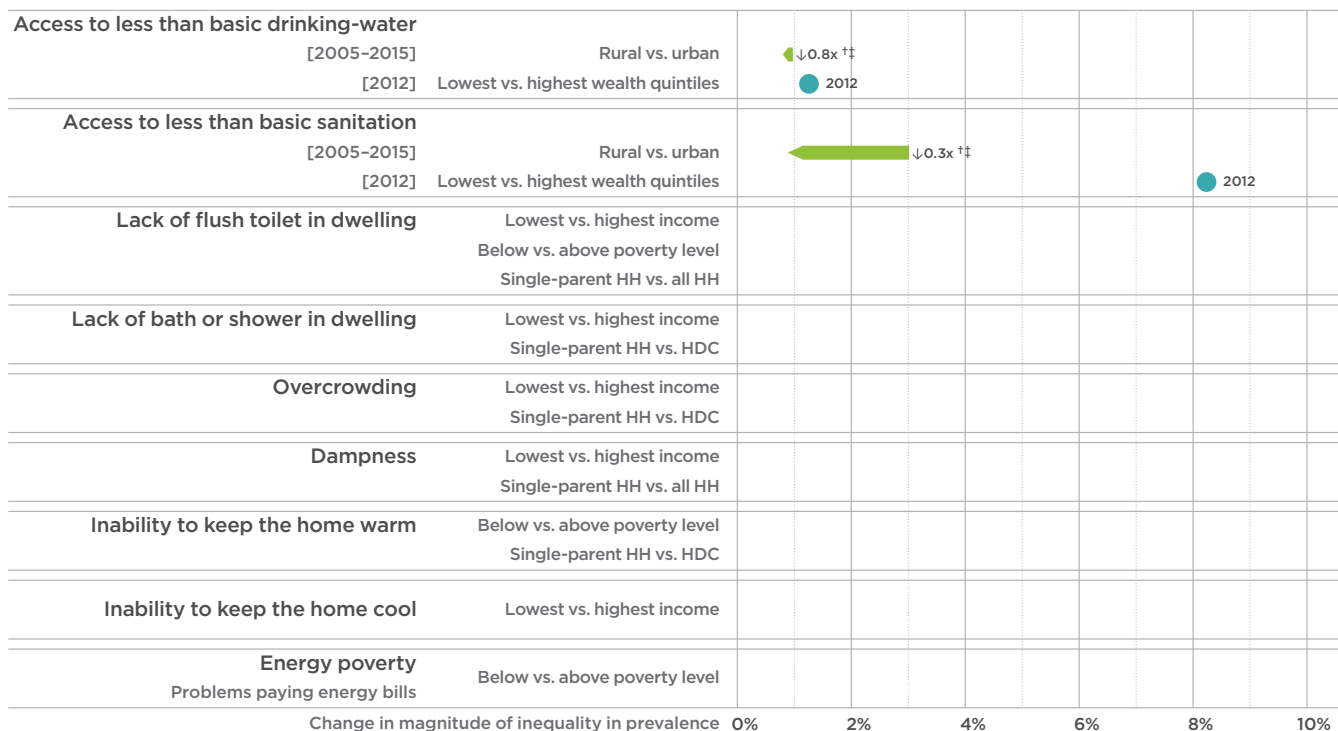 Access to less than basic drinking-water
[2005–2015] Rural vs. urban ↓0.8x †‡
[2012] Lowest vs. highest wealth quintiles 2012
Access to less than basic sanitation
[2005–2015] Rural vs. urban ↓0.3x †‡
[2012] Lowest vs. highest wealth quintiles 2012
Lack of flush toilet in dwelling Lowest vs. highest income
Below vs. above poverty level
Single-parent HH vs. all HH
Lack of bath or shower in dwelling Lowest vs. highest income
Single-parent HH vs. HDC
Overcrowding Lowest vs. highest income
Single-parent HH vs. HDC
Dampness Lowest vs. highest income
Single-parent HH vs. all HH
Inability to keep the home warm Below vs. above poverty level
Single-parent HH vs. HDC
Inability to keep the home cool Lowest vs. highest income
Energy poverty
Problems paying energy bills
Below vs. above poverty level
Change in magnitude of inequality in prevalence 0% 2% 4% 6% 8% 10%